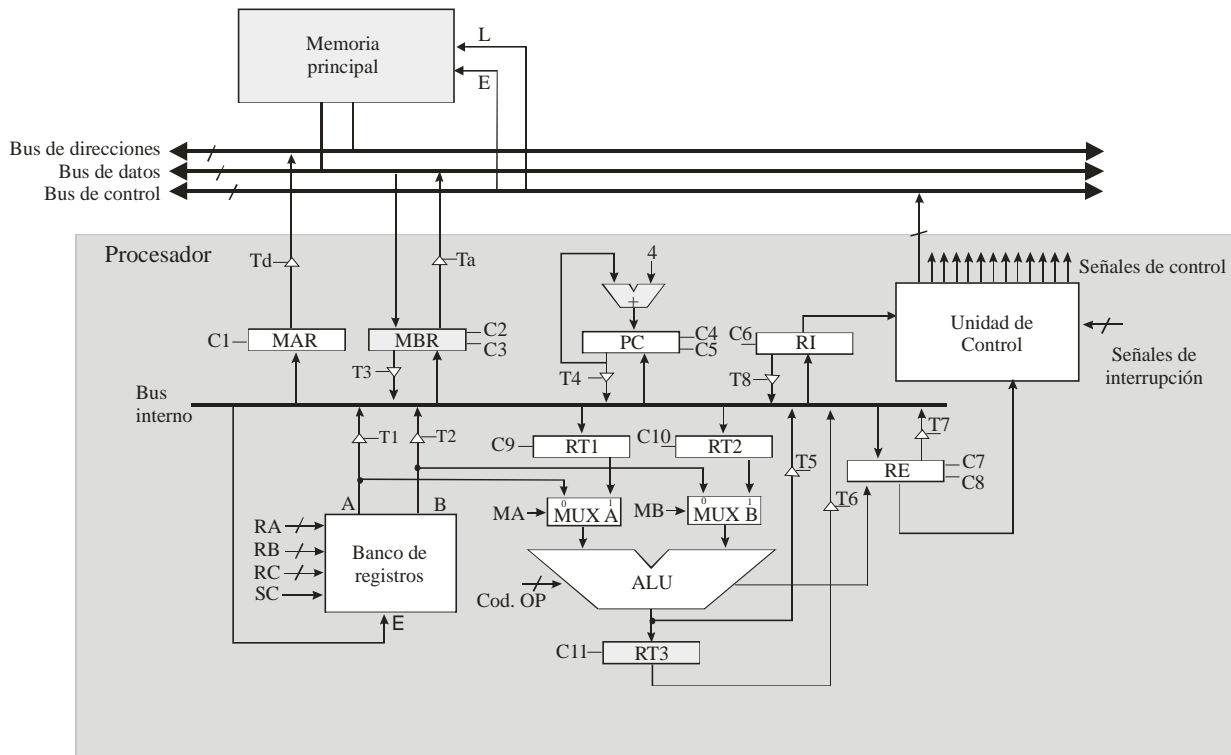 Memoria
principal
L
E
Bus de direcciones
Bus de datos
Bus de control
Procesador
Td
Ta
4
+
Señales de control
C1
MAR
MBR
C2
C3
PC
C4
C5
C6
RI
Unidad de
Control
Señales de
interrupción
T3
T4
T8
Bus
interno
T1
T2
C9
RT1
C10
RT2
T5
T6
T7
RE
C7
C8
A
B
MA
0 1
MUX A
MB
0 1
MUX B
RA
RB
RC
SC
Banco de
registros
E
Cod. OP
ALU
C11
RT3